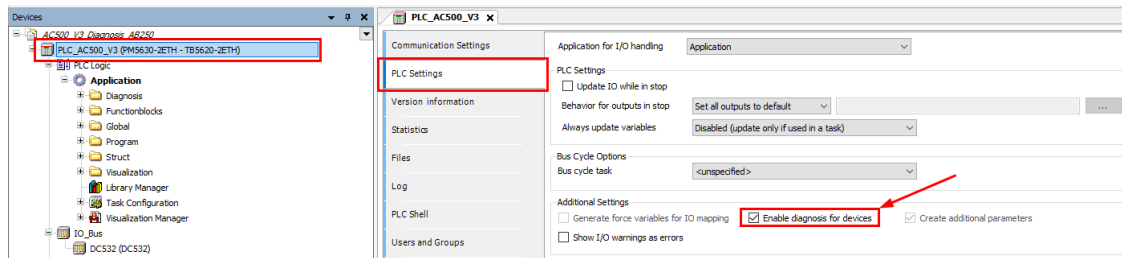 Devices
AC500_V3_Diagnosis_AB250
PLC_AC500_V3 (PM5630-2ETH - TB5620-2ETH)
PLC Logic
Application
Diagnosis
Functionblocks
Global
Program
Struct
Visualization
Library Manager
Task Configuration
Visualization Manager
IO_Bus
DC532 (DC532)
PLC_AC500_V3 X
Communication Settings
PLC Settings
Version information
Statistics
Files
Log
PLC Shell
Users and Groups
Application for I/O handling Application
PLC Settings
Update IO while in stop
Behavior for outputs in stop Set all outputs to default ...
Always update variables Disabled (update only if used in a task)
Bus Cycle Options
Bus cycle task <unspecified>
Additional Settings
Generate force variables for IO mapping Enable diagnosis for devices Create additional parameters
Show I/O warnings as errors